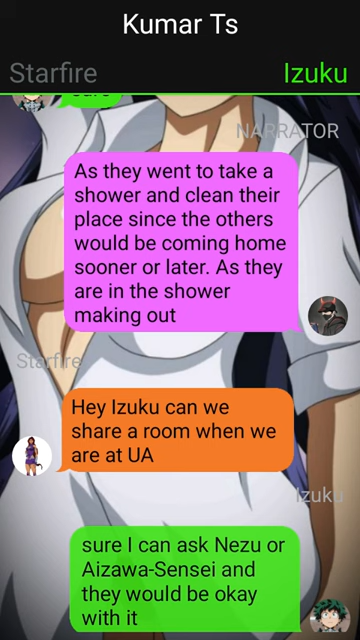 Kumar Ts
Starfire
Izuku
sure
NARRATOR
As they went to take a
shower and clean their
place since the others
would be coming home
sooner or later. As they
are in the shower
making out
Starfire
Hey Izuku can we
share a room when we
are at UA
Izuku
sure I can ask Nezu or
Aizawa-Sensei and
they would be okay
with it